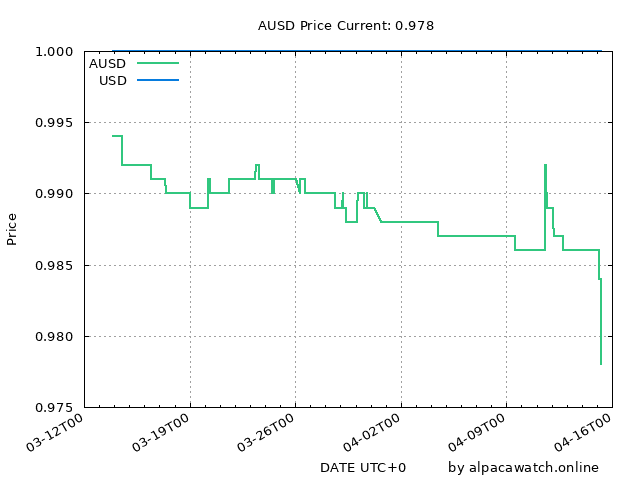 AUSD Price Current: 0.978
1.000
AUSD
USD
0.995
0.990
Price
0.985
0.980
0.975
03-12T00 03-19T00 03-26T00 04-02T00 04-09T00 04-16T00
DATE UTC+0 by alpacawatch.online